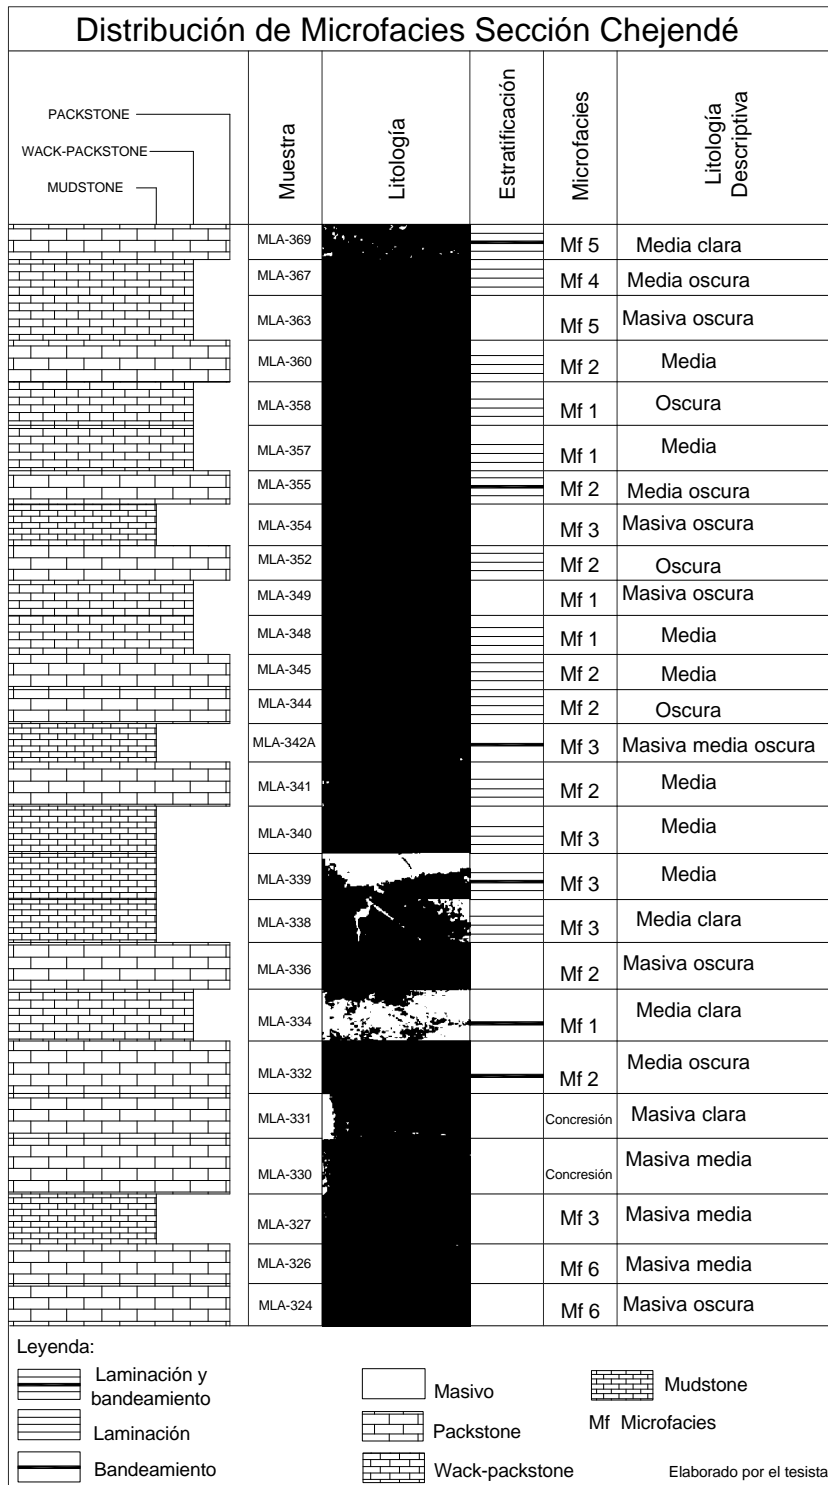 Distribución de Microfacies Sección Chejendé
PACKSTONE
WACK-PACKSTONE
MUDSTONE
Muestra
Litología
Estratificación
Microfacies
Litología
Descriptiva
MLA-369 Mf 5 Media clara
MLA-367 Mf 4 Media oscura
MLA-363 Mf 5 Masiva oscura
MLA-360 Mf 2 Media
MLA-358 Mf 1 Oscura
MLA-357 Mf 1 Media
MLA-355 Mf 2 Media oscura
MLA-354 Mf 3 Masiva oscura
MLA-352 Mf 2 Oscura
MLA-349 Mf 1 Masiva oscura
MLA-348 Mf 1 Media
MLA-345 Mf 2 Media
MLA-344 Mf 2 Oscura
MLA-342A Mf 3 Masiva media oscura
MLA-341 Mf 2 Media
MLA-340 Mf 3 Media
MLA-339 Mf 3 Media
MLA-338 Mf 3 Media clara
MLA-336 Mf 2 Masiva oscura
MLA-334 Mf 1 Media clara
MLA-332 Mf 2 Media oscura
MLA-331 Concresión Masiva clara
MLA-330 Concresión Masiva media
MLA-327 Mf 3 Masiva media
MLA-326 Mf 6 Masiva media
MLA-324 Mf 6 Masiva oscura
Leyenda:
Laminación y
bandeamiento
Laminación
Bandeamiento
Masivo
Packstone
Wack-packstone
Mudstone
Mf Microfacies
Elaborado por el tesista